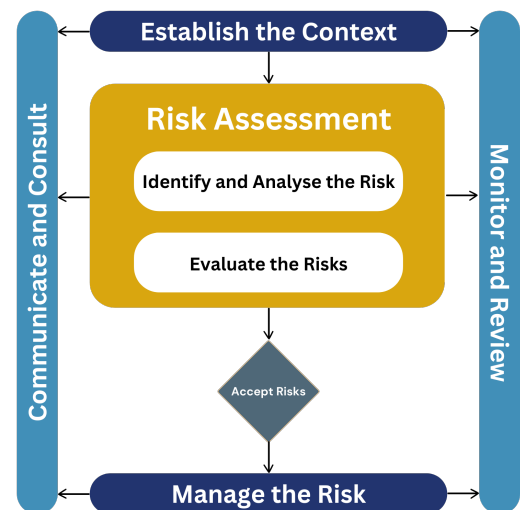 Establish the Context
Communicate and Consult
Risk Assessment
Identify and Analyse the Risk
Evaluate the Risks
Monitor and Review
Accept Risks
Manage the Risk